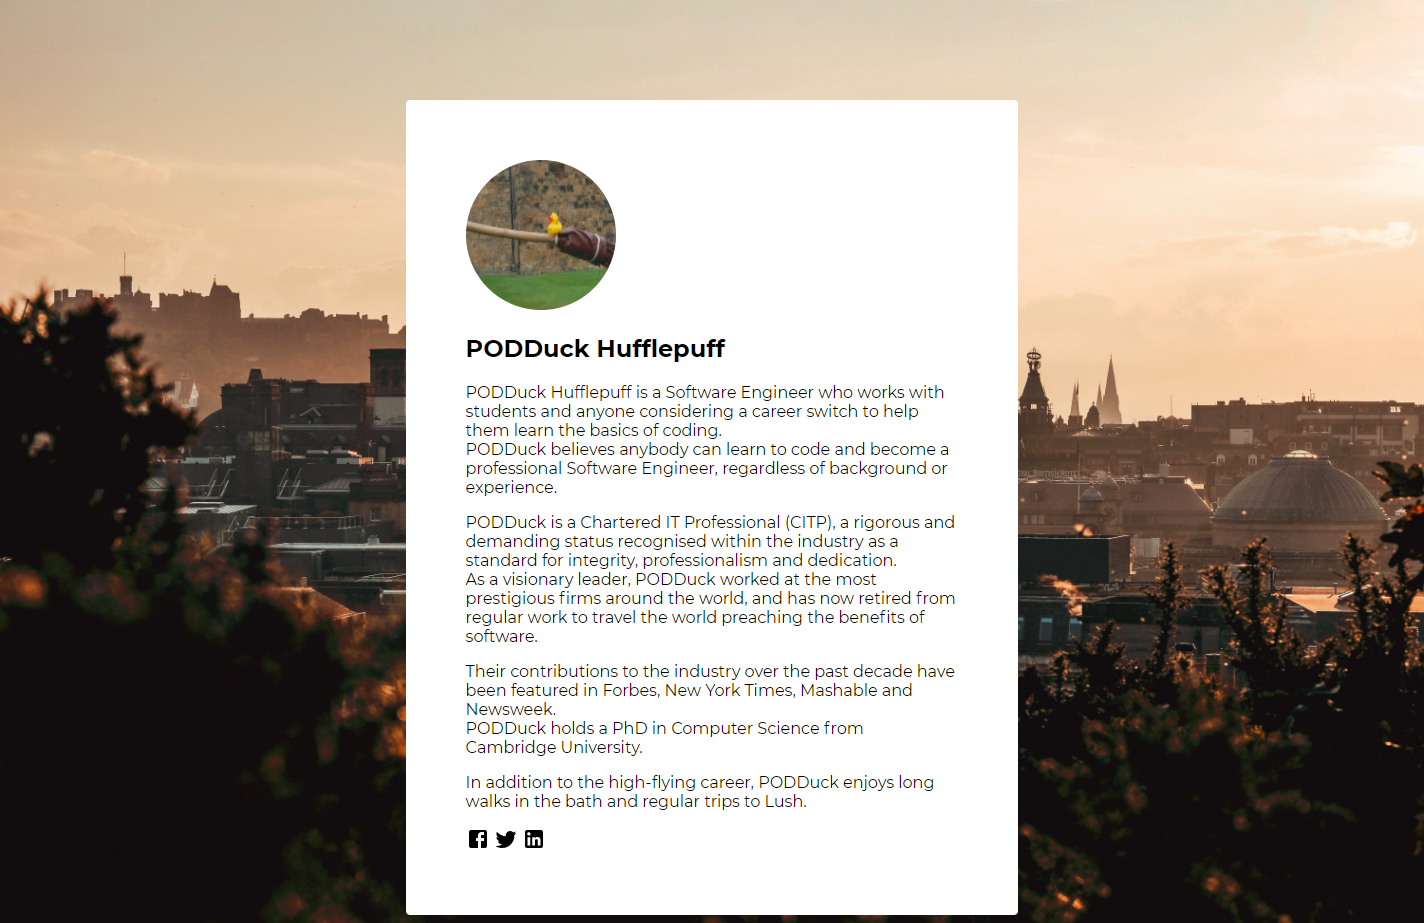 PODDuck Hufflepuff
PODDuck Hufflepuff is a Software Engineer who works with
students and anyone considering a career switch to help
them learn the basics of coding.
PODDuck believes anybody can learn to code and become a
professional Software Engineer, regardless of background or
experience.
PODDuck is a Chartered IT Professional (CITP), a rigorous and
demanding status recognised within the industry as a
standard for integrity, professionalism and dedication.
As a visionary leader, PODDuck worked at the most
prestigious firms around the world, and has now retired from
regular work to travel the world preaching the benefits of
software.
Their contributions to the industry over the past decade have
been featured in Forbes, New York Times, Mashable and
Newsweek.
PODDuck holds a PhD in Computer Science from
Cambridge University.
In addition to the high-flying career, PODDuck enjoys long
walks in the bath and regular trips to Lush.